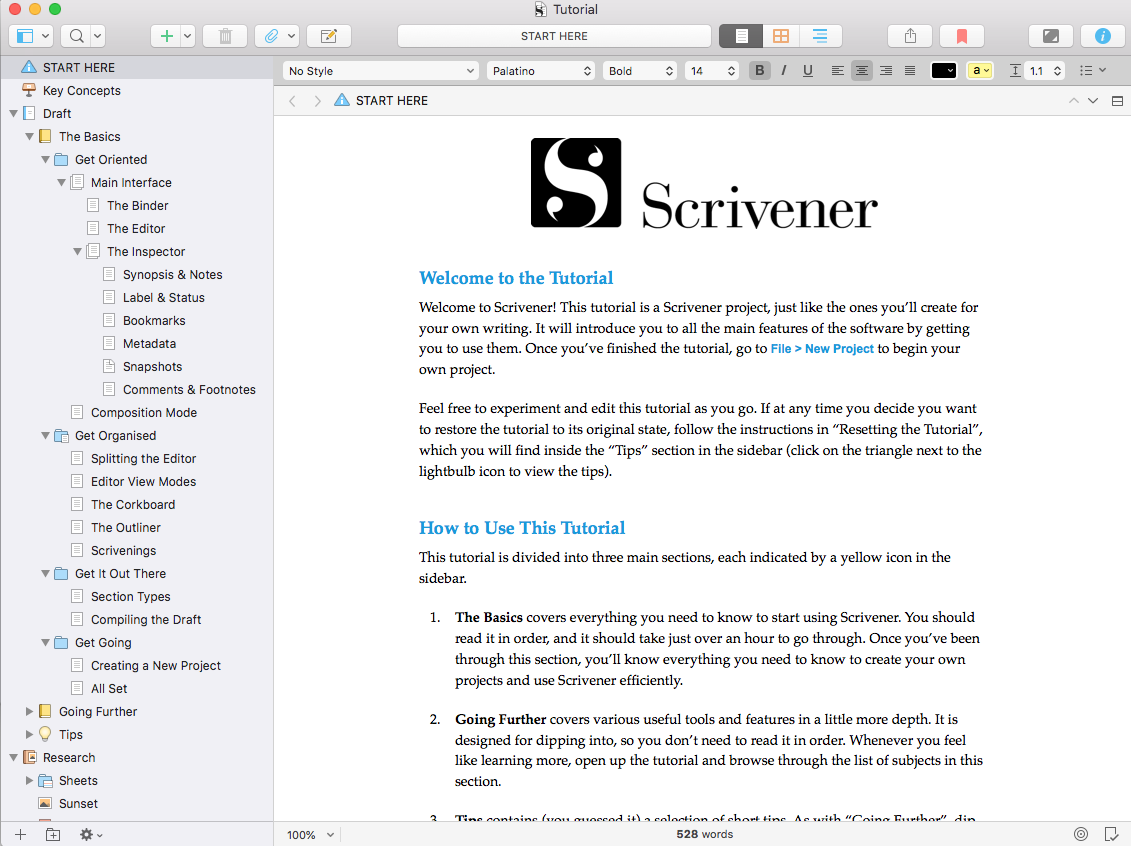 Tutorial
START HERE
No Style
Palatino
Bold
14
B
I
U
a
1.1
START HERE
Key Concepts
Draft
The Basics
Get Oriented
Main Interface
The Binder
The Editor
The Inspector
Synopsis & Notes
Label & Status
Bookmarks
Metadata
Snapshots
Comments & Footnotes
Composition Mode
Get Organised
Splitting the Editor
Editor View Modes
The Corkboard
The Outliner
Scrivenings
Get It Out There
Section Types
Compiling the Draft
Get Going
Creating a New Project
All Set
Going Further
Tips
Research
Sheets
Sunset
START HERE
Scrivener
Welcome to the Tutorial
Welcome to Scrivener! This tutorial is a Scrivener project, just like the ones you’ll create for
your own writing. It will introduce you to all the main features of the software by getting
you to use them. Once you’ve finished the tutorial, go to File > New Project to begin your
own project.
Feel free to experiment and edit this tutorial as you go. If at any time you decide you want
to restore the tutorial to its original state, follow the instructions in “Resetting the Tutorial”,
which you will find inside the “Tips” section in the sidebar (click on the triangle next to the
lightbulb icon to view the tips).
How to Use This Tutorial
This tutorial is divided into three main sections, each indicated by a yellow icon in the
sidebar.
1. The Basics covers everything you need to know to start using Scrivener. You should
read it in order, and it should take just over an hour to go through. Once you’ve been
through this section, you’ll know everything you need to know to create your own
projects and use Scrivener efficiently.
2. Going Further covers various useful tools and features in a little more depth. It is
designed for dipping into, so you don’t need to read it in order. Whenever you feel
like learning more, open up the tutorial and browse through the list of subjects in this
section.
3. Tips contains (you guessed it) a selection of short tips. As with “Going Further”, dip
100%
528 words